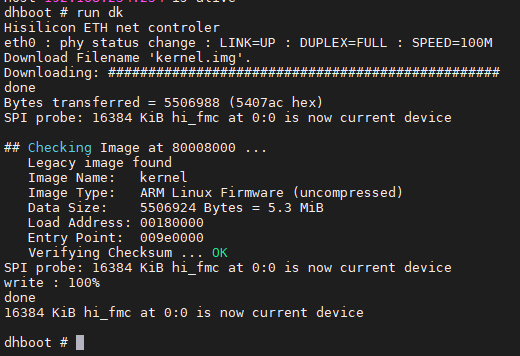 dhboot # run dk
Hisilicon ETH net controler
eth0 : phy status change : LINK=UP : DUPLEX=FULL : SPEED=100M
Download Filename 'kernel.img'.
Downloading: #################################################
done
Bytes transferred = 5506988 (5407ac hex)
SPI probe: 16384 KiB hi_fmc at 0:0 is now current device

## Checking Image at 80008000 ...
   Legacy image found
   Image Name:   kernel
   Image Type:   ARM Linux Firmware (uncompressed)
   Data Size:    5506924 Bytes = 5.3 MiB
   Load Address: 00180000
   Entry Point:  009e0000
   Verifying Checksum ... OK
SPI probe: 16384 KiB hi_fmc at 0:0 is now current device
write : 100%
done
16384 KiB hi_fmc at 0:0 is now current device

dhboot #